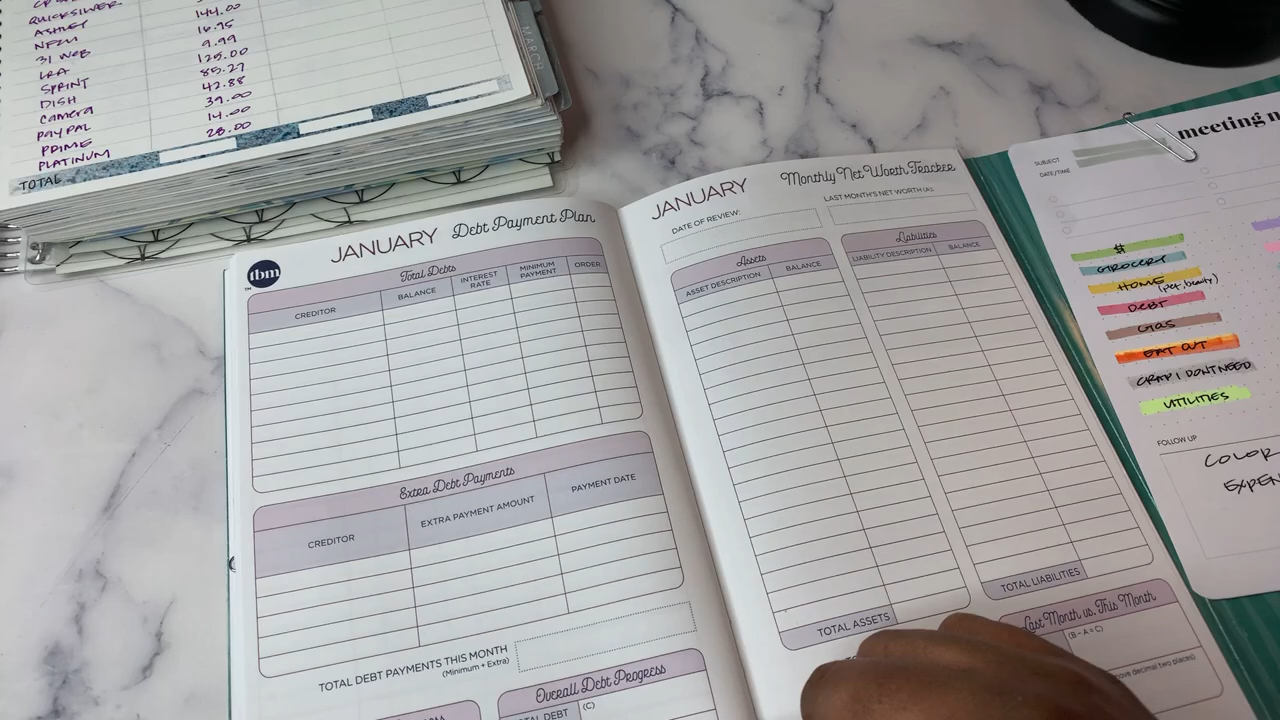 QUICKSILVER 144.00
ASHLEY 16.95
NFCU 9.99
31 WEB 125.00
LRA 85.27
SPRINT 42.88
DISH 39.00
CAMERA 14.00
PAYPAL 28.00
PRIME
PLATINUM
TOTAL
MARCH
tbm
TM
JANUARY Debt Payment Plan
Total Debts
CREDITOR BALANCE INTEREST RATE MINIMUM PAYMENT ORDER
Extra Debt Payments
CREDITOR EXTRA PAYMENT AMOUNT PAYMENT DATE
TOTAL DEBT PAYMENTS THIS MONTH
(Minimum + Extra)
Overall Debt Progress
TOTAL DEBT (C)
JANUARY Monthly Net Worth Tracker
DATE OF REVIEW: LAST MONTH'S NET WORTH (A):
Assets
ASSET DESCRIPTION BALANCE
TOTAL ASSETS
Liabilities
LIABILITY DESCRIPTION BALANCE
TOTAL LIABILITIES
Last Month vs. This Month
(B - A = C)
move decimal two places)
meeting n
SUBJECT
DATE/TIME
$
GROCERY
HOME
(pet, beauty)
DEBT
GAS
EAT OUT
CRAP I DONT NEED
UTILITIES
FOLLOW UP
COLOR
EXPEN